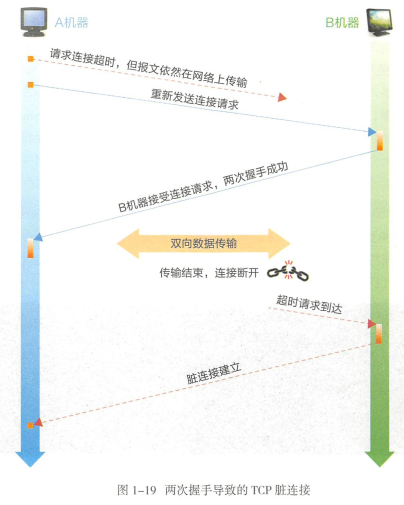 A机器
B机器
请求连接超时，但报文依然在网络上传输
重新发送连接请求
B机器接受连接请求，两次握手成功
双向数据传输
传输结束，连接断开
超时请求到达
脏连接建立
图 1-19 两次握手导致的 TCP 脏连接